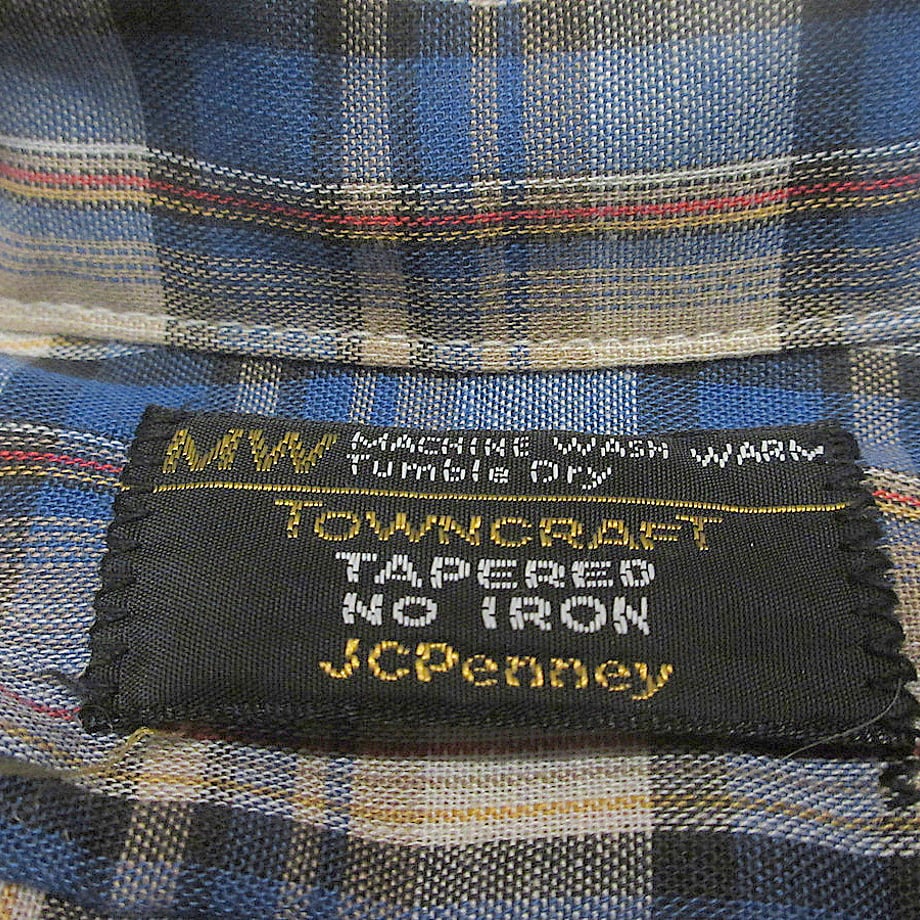 MW MACHINE WASH WARM
Tumble Dry
TOWNCRAFT
TAPERED
NO IRON
JCPenney